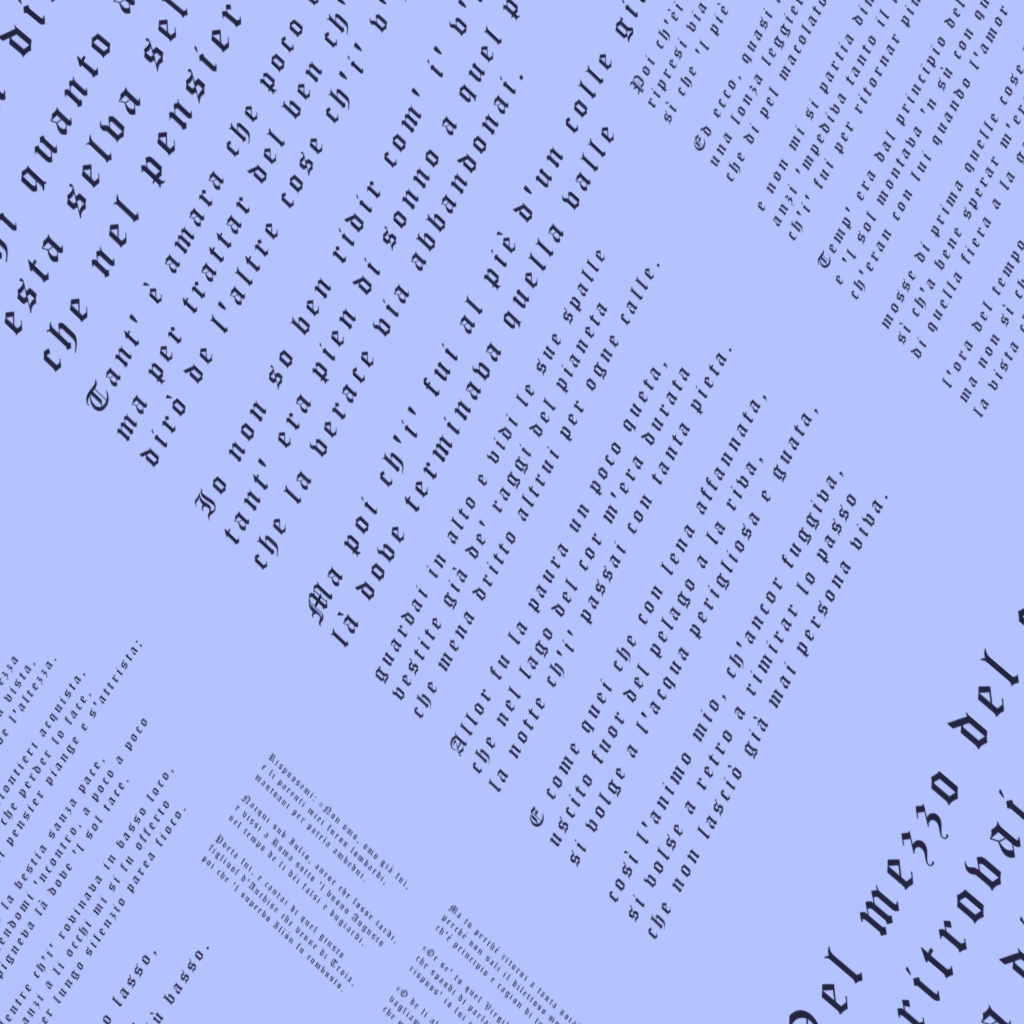 Del mezzo del
ritrovai
quanto
esta selva sel
che nel pensier
Tant' è amara che poco
ma per trattar del ben ch'
dirò de l'altre cose ch'i' v'
Io non so ben ridir com' i' v'
tant' era pien di sonno a quel p
che la verace via abbandonai.
Ma poi ch'i' fui al piè d'un colle gi
là dove terminava quella valle
guardai in alto e vidi le sue spalle
vestite già de' raggi del pianeta
che mena dritto altrui per ogne calle.
Allor fu la paura un poco queta,
che nel lago del cor m'era durata
la notte ch'i' passai con tanta pieta.
E come quei che con lena affannata,
uscito fuor del pelago a la riva,
si volge a l'acqua perigliosa e guata,
così l'animo mio, ch'ancor fuggiva,
si volse a retro a rimirar lo passo
che non lasciò già mai persona viva.
Poi ch'èi
ripresi via
sì che 'l piè
Ed ecco, quasi
una lonza leggier
che di pel macolato
e non mi si partia di
anzi 'mpediva tanto il
ch'i' fui per ritornar più
Temp' era dal principio del
e 'l sol montava 'n sù con qu
ch'eran con lui quando l'amor
mosse di prima quelle cose
sì ch'a bene sperar m'er
di quella fiera a la g
l'ora del tempo
ma non sì ch
la vista
vista,
l'altezza.
acquista,
che perder lo face,
pensier piange e s'attrista;
la bestia sanza pace,
'ncontro, a poco a poco
pigneva là dove 'l sol tace.
entre ch'i' rovinava in basso loco,
anzi a li occhi mi si fu offerto
per lungo silenzio parea fioco.
lasso,
basso.
Rispuosemi: «Non omo, omo già fui,
e li parenti miei furon lombardi,
mantoani per patrïa ambedui.
Nacqui sub Iulio, ancor che fosse tardi,
e vissi a Roma sotto 'l buono Augusto
nel tempo de li dèi falsi e bugiardi.
Poeta fui, e cantai di quel giusto
figliuol d'Anchise che venne di Troia,
poi che 'l superbo Ilïón fu combusto.
Ma tu perché ritorni a tanta noia?
perché non sali il dilettoso m
ch'è principio e cagion di t
«Or se' tu quel Virgil
che spandi di parla
rispuos' io lui
«O de li al